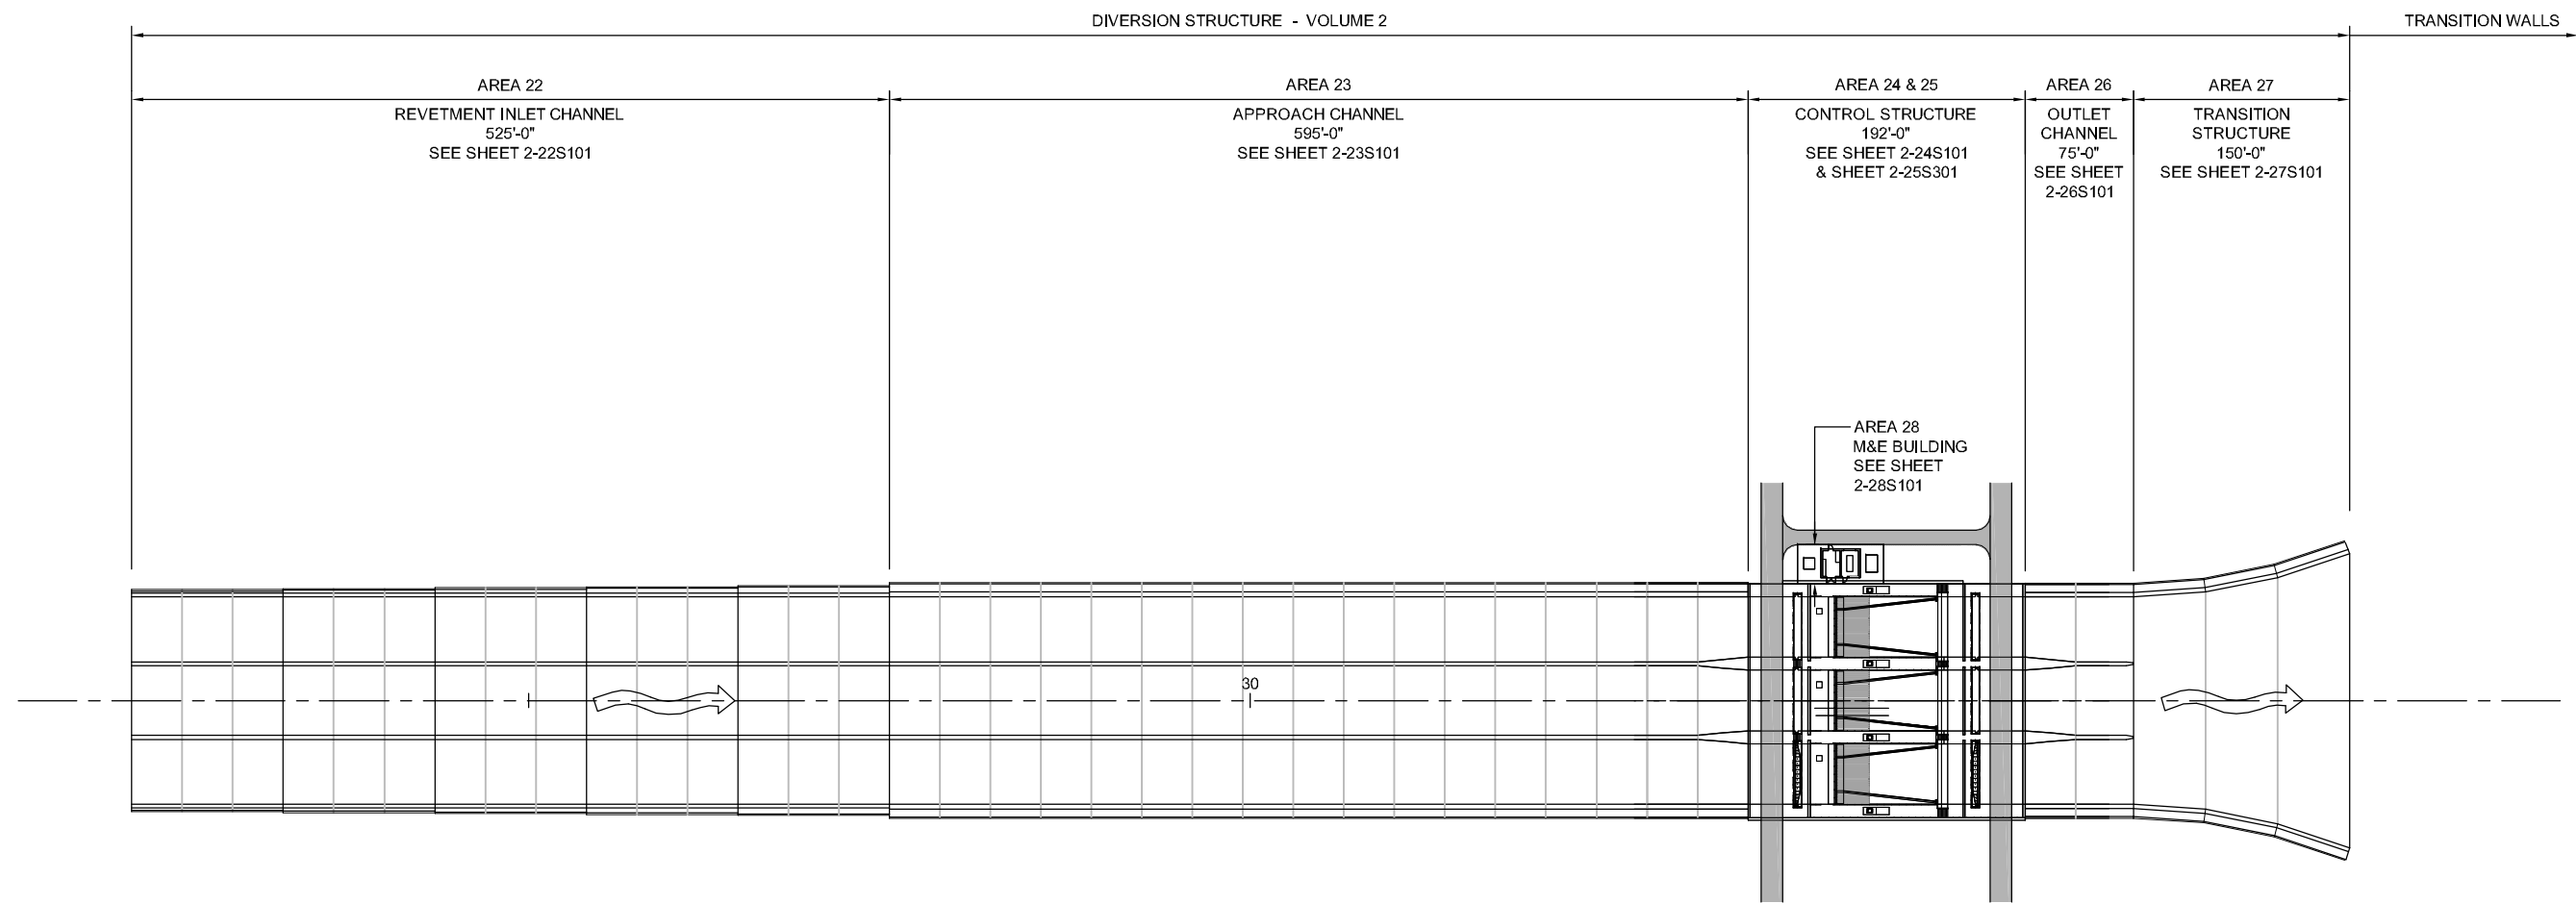 DIVERSION STRUCTURE - VOLUME 2
TRANSITION WALLS
AREA 22
REVETMENT INLET CHANNEL
525'-0"
SEE SHEET 2-22S101
AREA 23
APPROACH CHANNEL
595'-0"
SEE SHEET 2-23S101
AREA 24 & 25
CONTROL STRUCTURE
192'-0"
SEE SHEET 2-24S101
& SHEET 2-25S301
AREA 26
OUTLET
CHANNEL
75'-0"
SEE SHEET
2-26S101
AREA 27
TRANSITION
STRUCTURE
150'-0"
SEE SHEET 2-27S101
AREA 28
M&E BUILDING
SEE SHEET
2-28S101
30